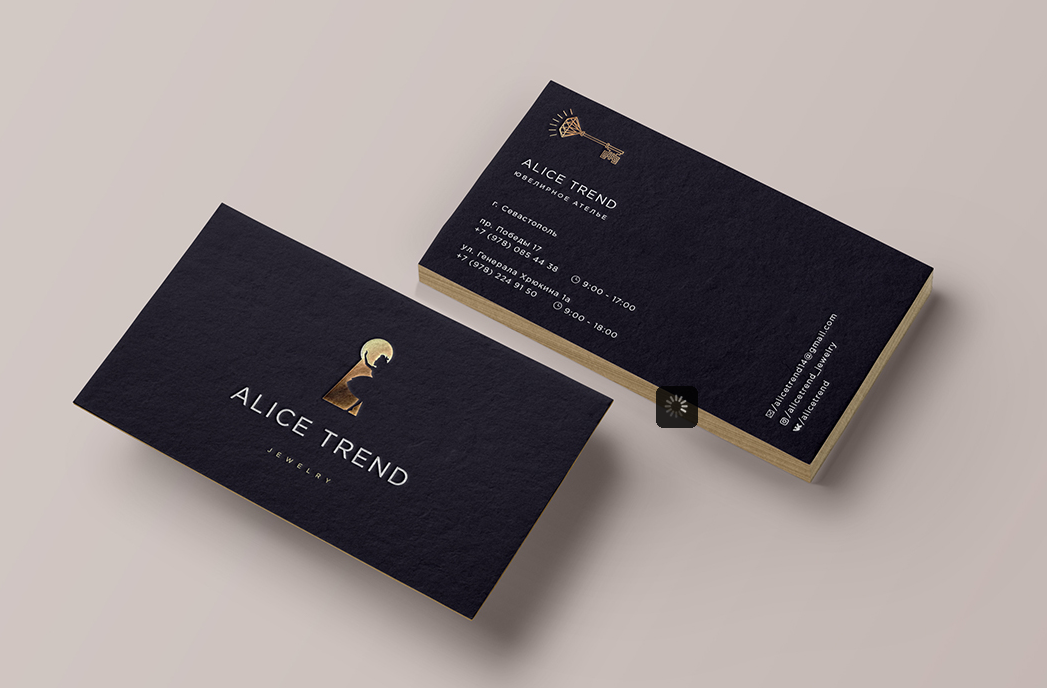 ALICE TREND
JEWELRY
ALICE TREND
ЮВЕЛИРНОЕ АТЕЛЬЕ
г. Севастополь
пр. Победы 17
+7 (978) 085 44 38
9:00 - 17:00
ул. Генерала Хрюкина 1а
+7 (978) 224 91 50
9:00 - 18:00
/alicetrend14@gmail.com
/alicetrend_jewelry
/alicetrend